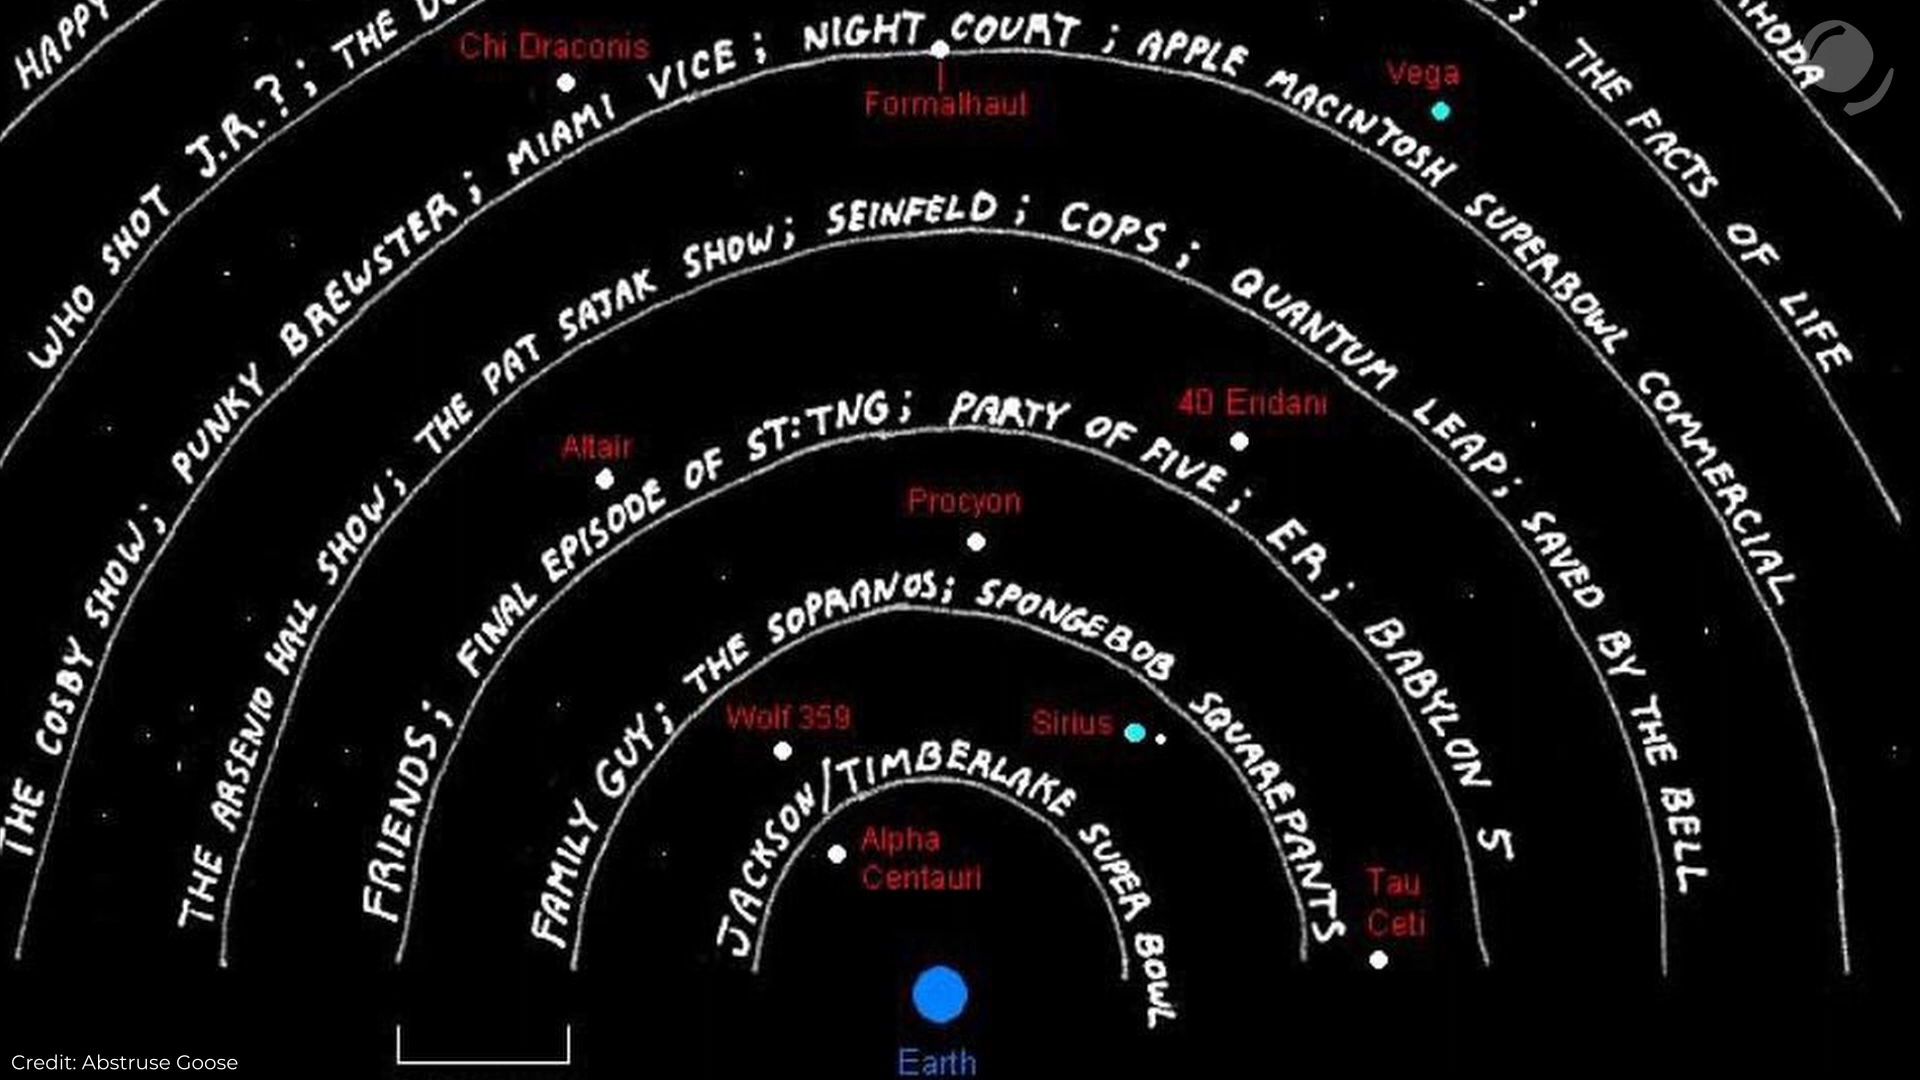 HAPPY
WHO SHOT J.R.?; THE
; THE FACTS OF LIFE
THE COSBY SHOW; PUNKY BREWSTER; MIAMI VICE; NIGHT COURT; APPLE MACINTOSH SUPERBOWL COMMERCIAL
Chi Draconis
Formalhaut
Vega
THE ARSENIO HALL SHOW; THE PAT SAJAK SHOW; SEINFELD; COPS; QUANTUM LEAP; SAVED BY THE BELL
Altair
40 Eridani
FRIENDS; FINAL EPISODE OF ST:TNG; PARTY OF FIVE; ER; BABYLON 5
Procyon
FAMILY GUY; THE SOPRANOS; SPONGEBOB SQUAREPANTS
Wolf 359
Sirius
JACKSON/TIMBERLAKE SUPER BOWL
Alpha
Centauri
Tau
Ceti
Earth
Credit: Abstruse Goose